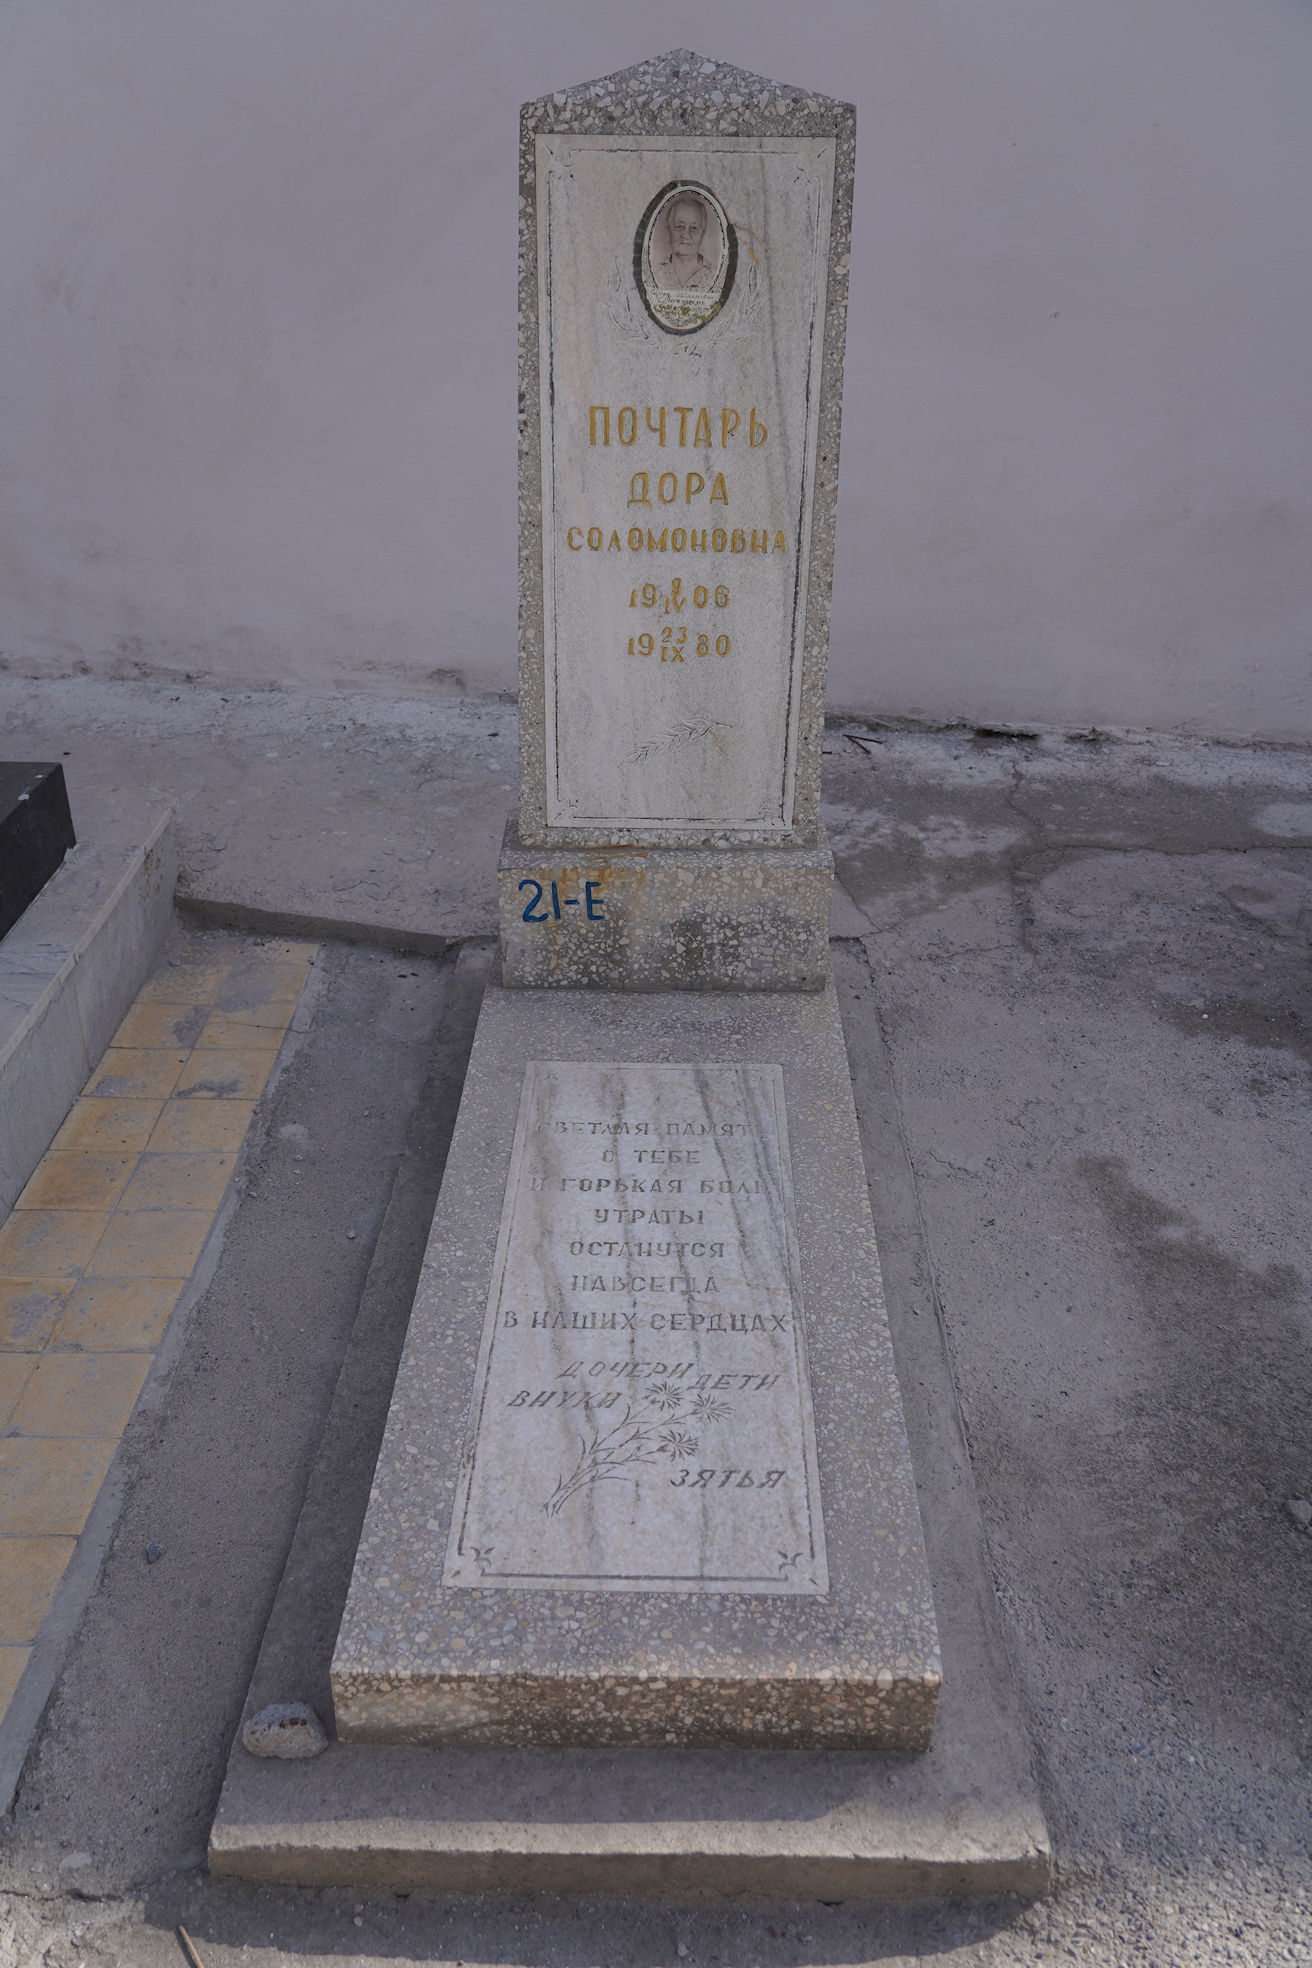 ПОЧТАРЬ
ДОРА
СОЛОМОНОВНА
19 9/IV 06
19 23/IX 80
21-Е
СВЕТЛАЯ ПАМЯТЬ
О ТЕБЕ
И ГОРЬКАЯ БОЛЬ
УТРАТЫ
ОСТАНУТСЯ
НАВСЕГДА
В НАШИХ СЕРДЦАХ
ДОЧЕРИ ДЕТИ
ВНУКИ
ЗЯТЬЯ